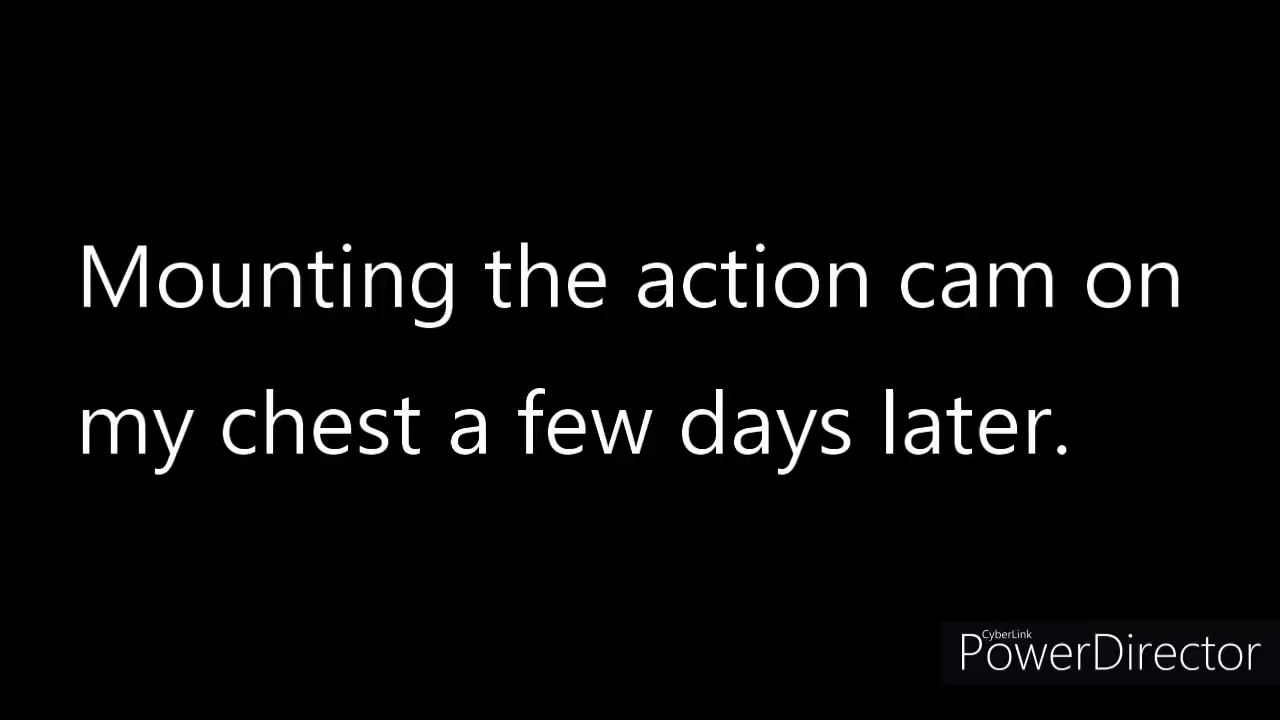 Mounting the action cam on
my chest a few days later.
CyberLink
PowerDirector